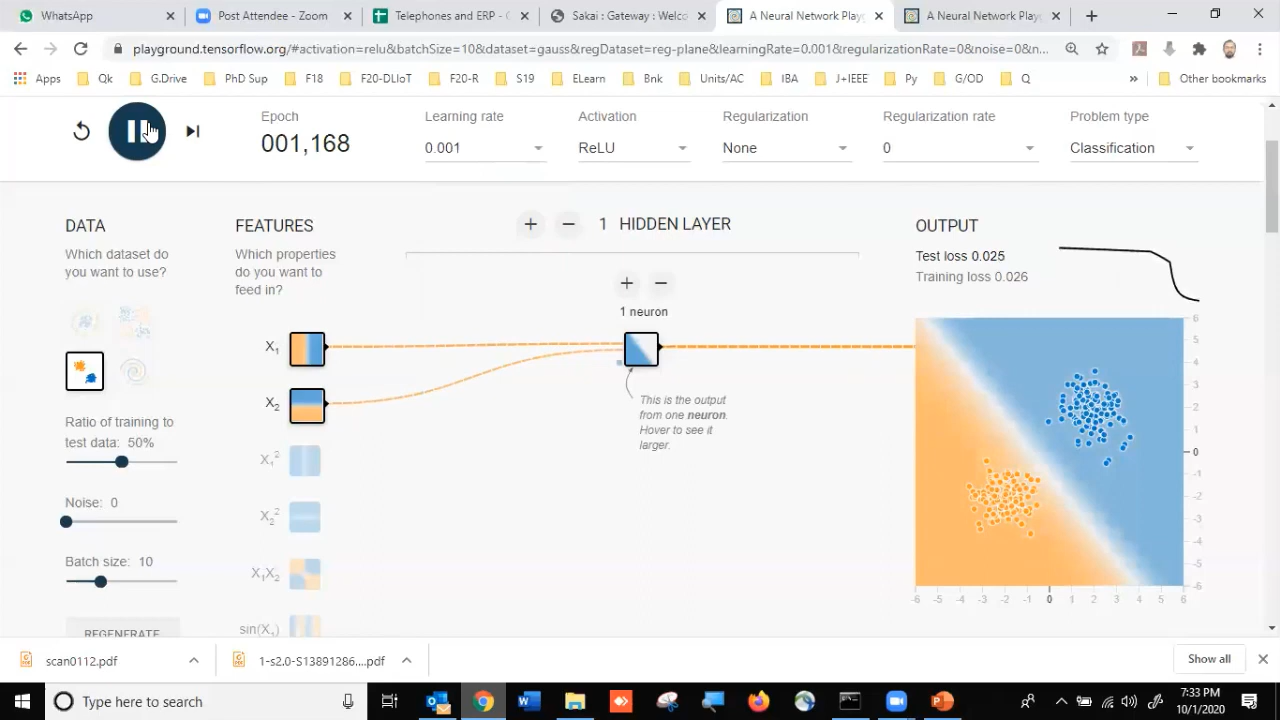 WhatsApp
Post Attendee - Zoom
Telephones and ERP -
Sakai : Gateway : Welco
A Neural Network Playg
A Neural Network Playg
playground.tensorflow.org/#activation=relu&batchSize=10&dataset=gauss&regDataset=reg-plane&learningRate=0.001&regularizationRate=0&noise=0&n...
Apps
Qk
G.Drive
PhD Sup
F18
F20-DLIoT
F20-R
S19
ELearn
Bnk
Units/AC
IBA
J+IEEE
Py
G/OD
Q
»
Other bookmarks
Epoch
001,168
Learning rate
0.001
Activation
ReLU
Regularization
None
Regularization rate
0
Problem type
Classification
DATA
Which dataset do
you want to use?
Ratio of training to
test data: 50%
Noise: 0
Batch size: 10
REGENERATE
FEATURES
Which properties
do you want to
feed in?
X1
X2
X1²
X2²
X1X2
sin(X1)
+ − 1 HIDDEN LAYER
+ −
1 neuron
This is the output
from one neuron.
Hover to see it
larger.
OUTPUT
Test loss 0.025
Training loss 0.026
6
5
4
3
2
1
0
-1
-2
-3
-4
-5
-6
-6 -5 -4 -3 -2 -1 0 1 2 3 4 5 6
scan0112.pdf
1-s2.0-S13891286....pdf
Show all
Type here to search
7:33 PM
10/1/2020